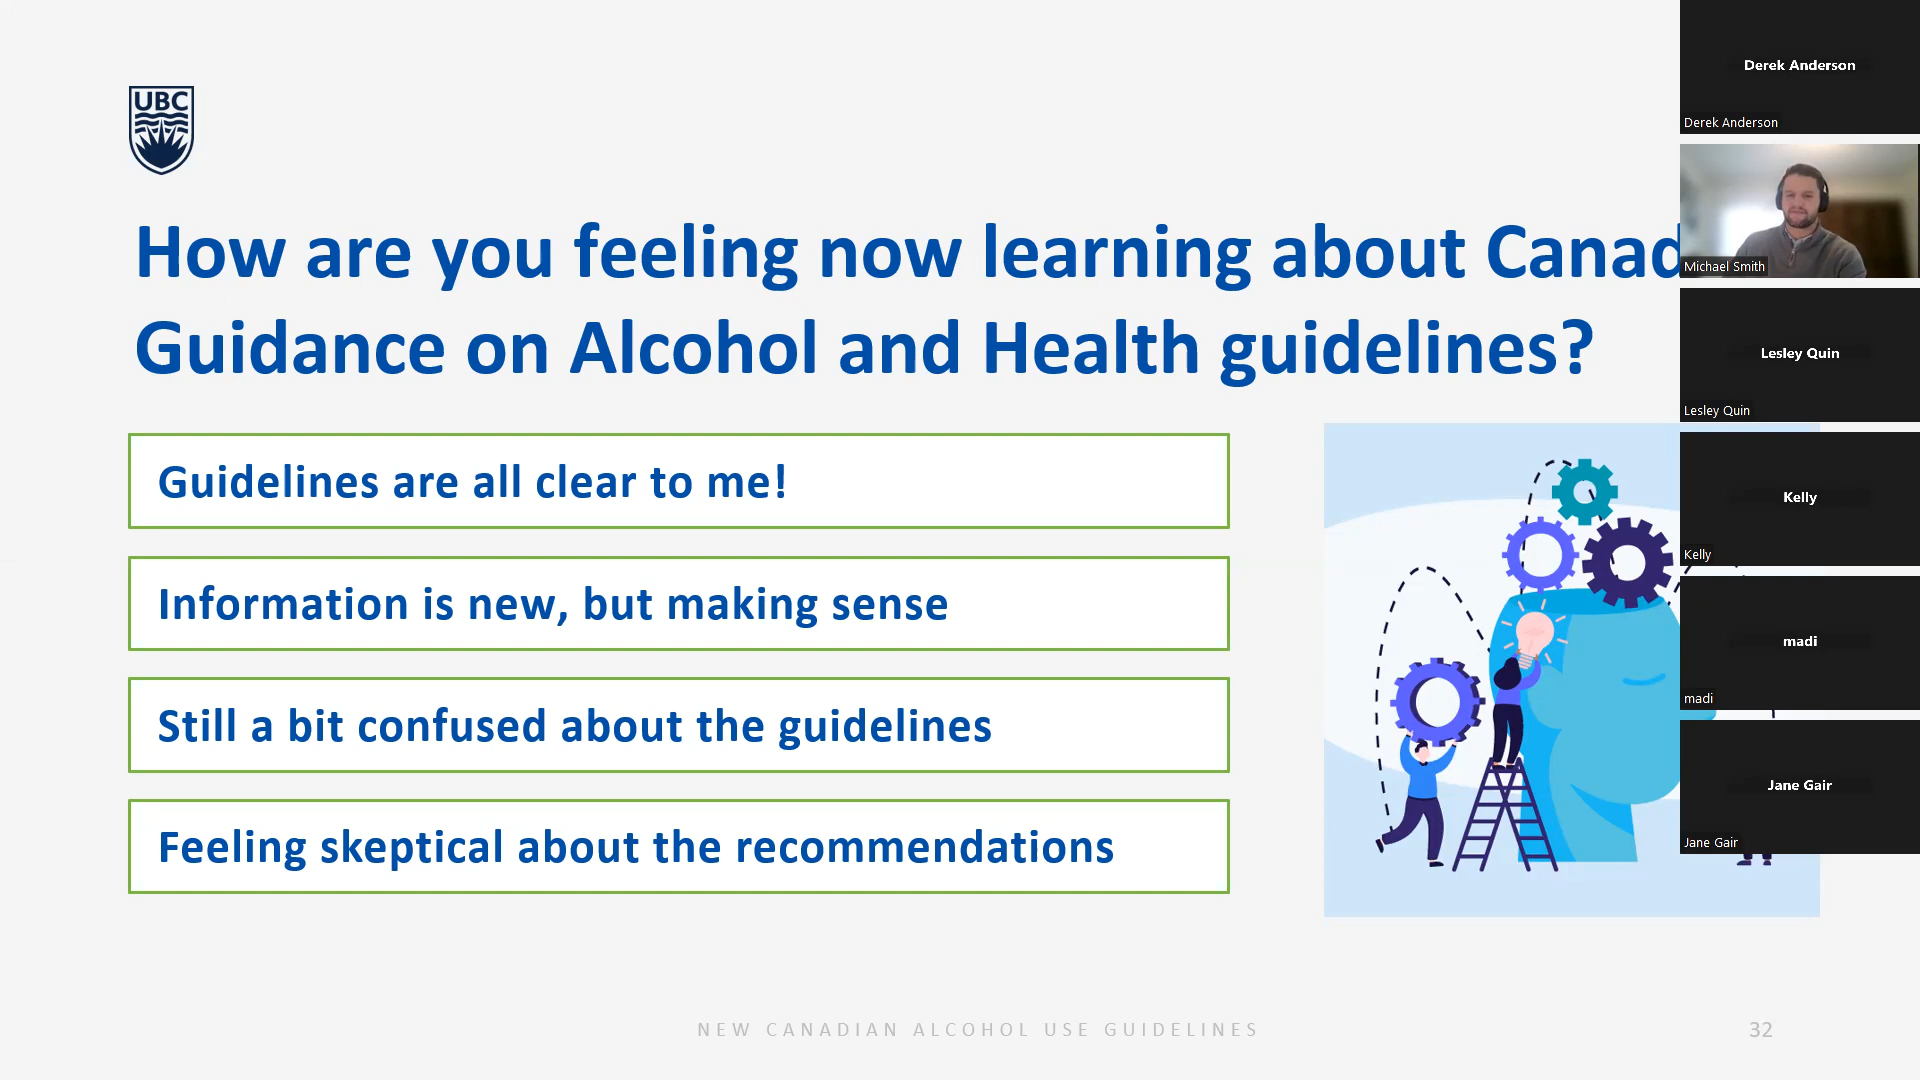 UBC
How are you feeling now learning about Canad
Guidance on Alcohol and Health guidelines?
Guidelines are all clear to me!
Information is new, but making sense
Still a bit confused about the guidelines
Feeling skeptical about the recommendations
NEW CANADIAN ALCOHOL USE GUIDELINES
32
Derek Anderson
Derek Anderson
Michael Smith
Lesley Quin
Lesley Quin
Kelly
Kelly
madi
madi
Jane Gair
Jane Gair